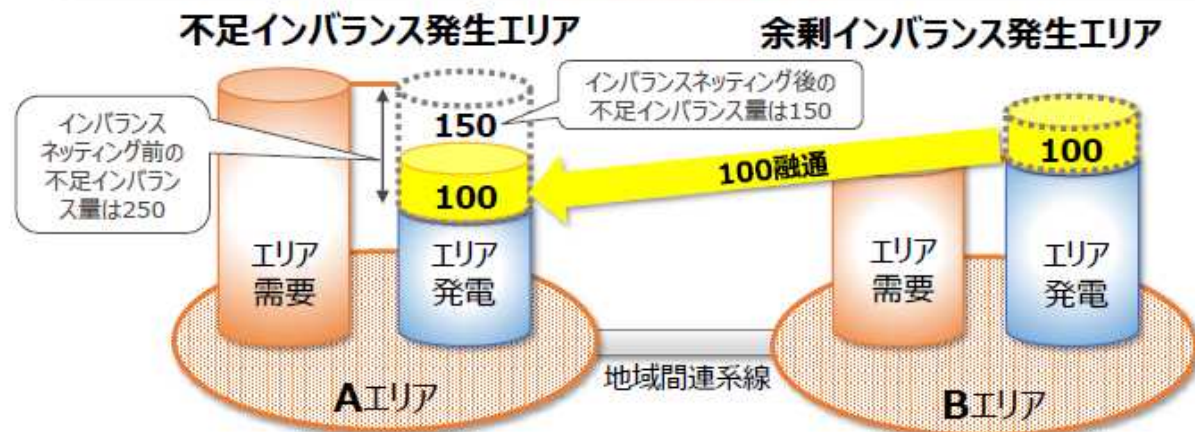 不足インバランス発生エリア
余剰インバランス発生エリア
インバランス
ネッティング前の
不足インバラン
ス量は250
インバランスネッティング後の
不足インバランス量は150
150
100
100融通
100
エリア
需要
エリア
発電
エリア
需要
エリア
発電
地域間連系線
Aエリア
Bエリア